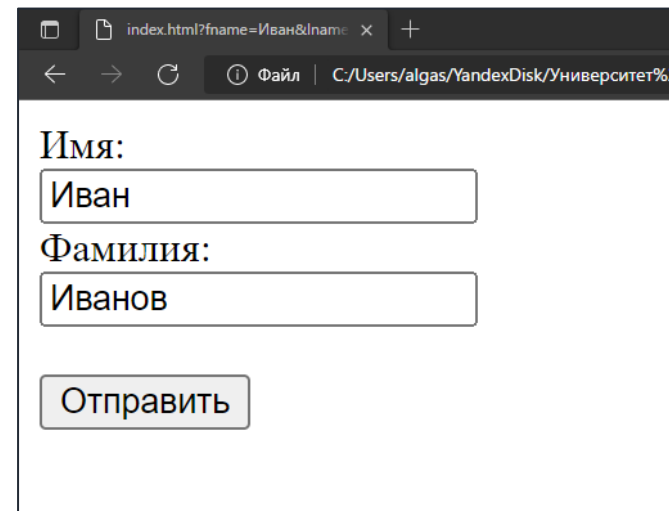 index.html?fname=Иван&lname
Файл C:/Users/algas/YandexDisk/Университет%
Имя:
Иван
Фамилия:
Иванов
Отправить